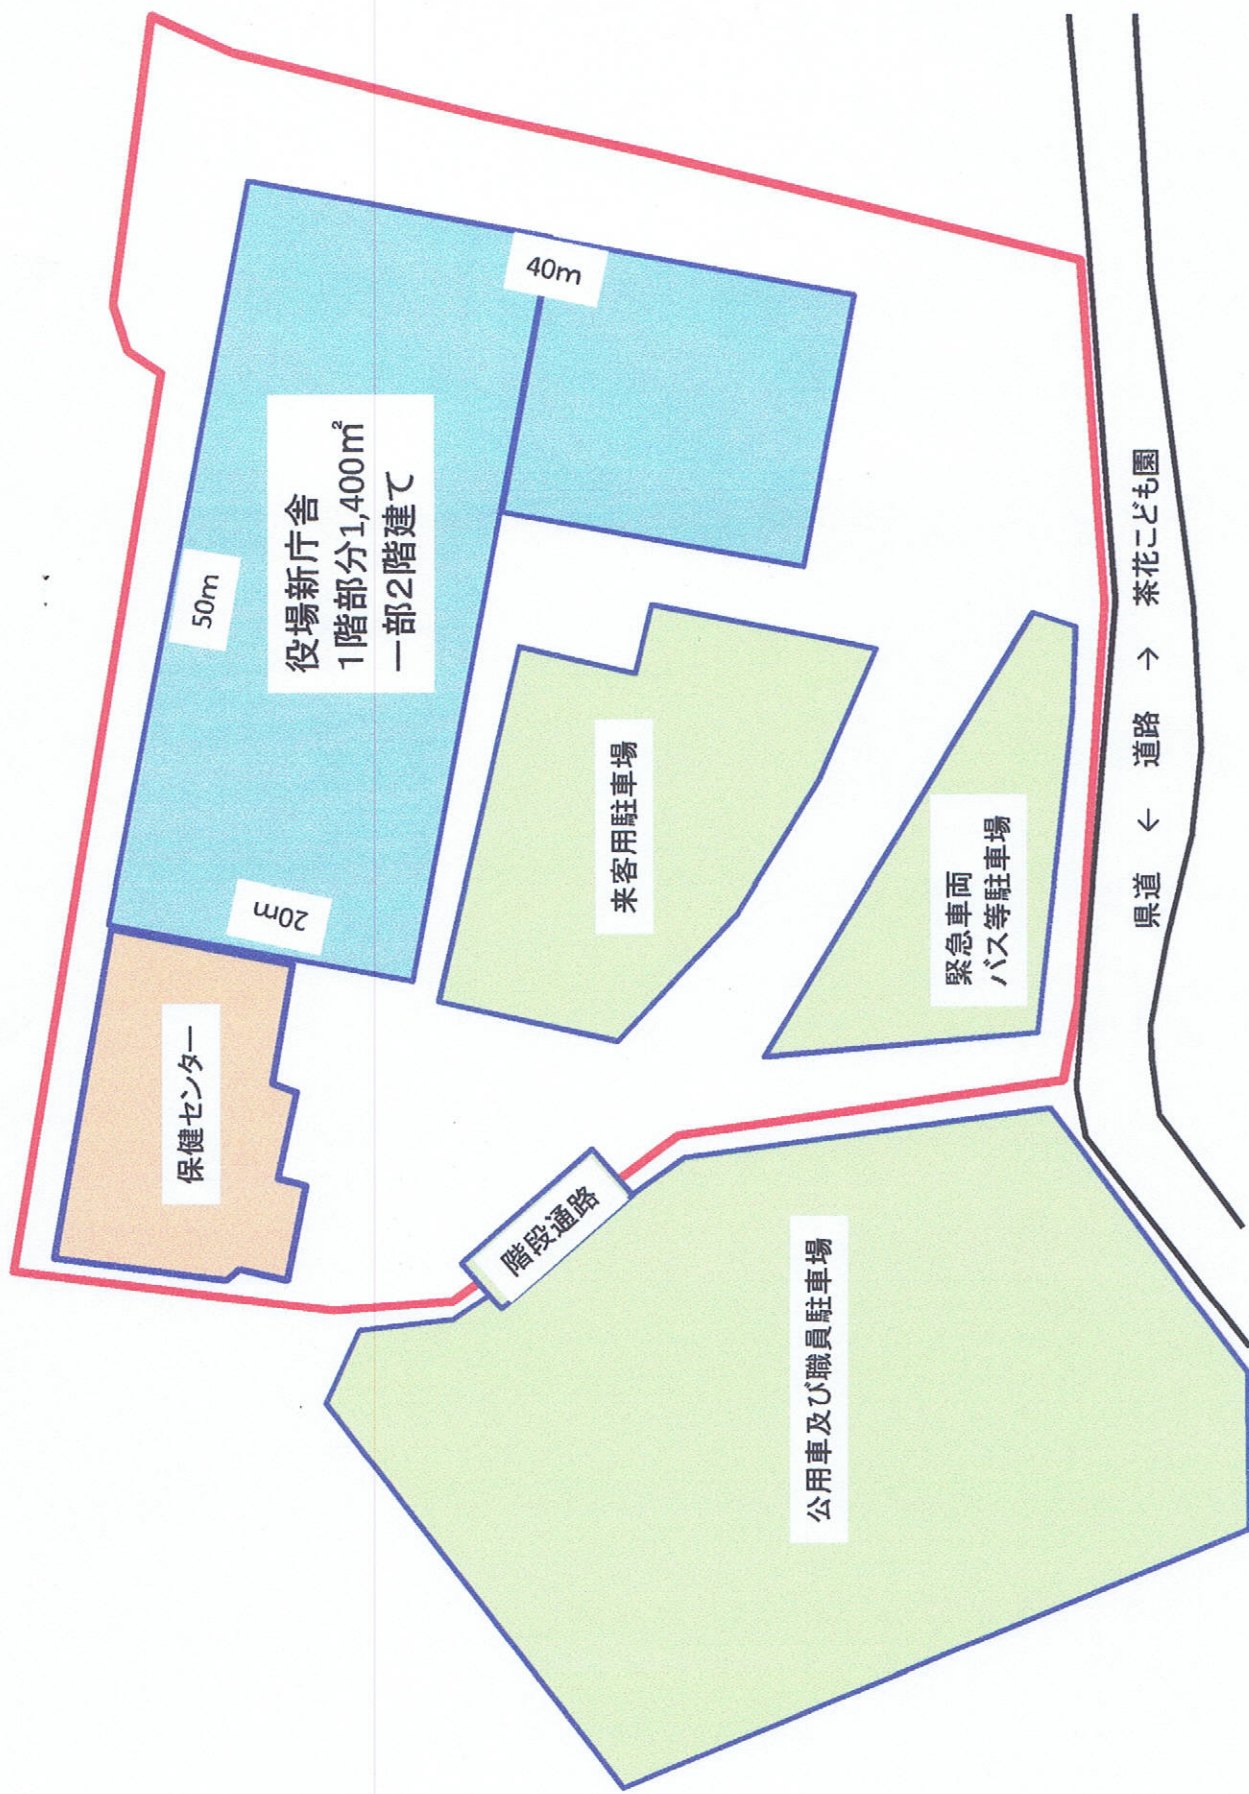 保健センター
20m
50m
役場新庁舎
1階部分1,400㎡
一部2階建て
40m
階段通路
来客用駐車場
公用車及び職員駐車場
緊急車両
バス等駐車場
県道 ← 道路 → 茶花こども園